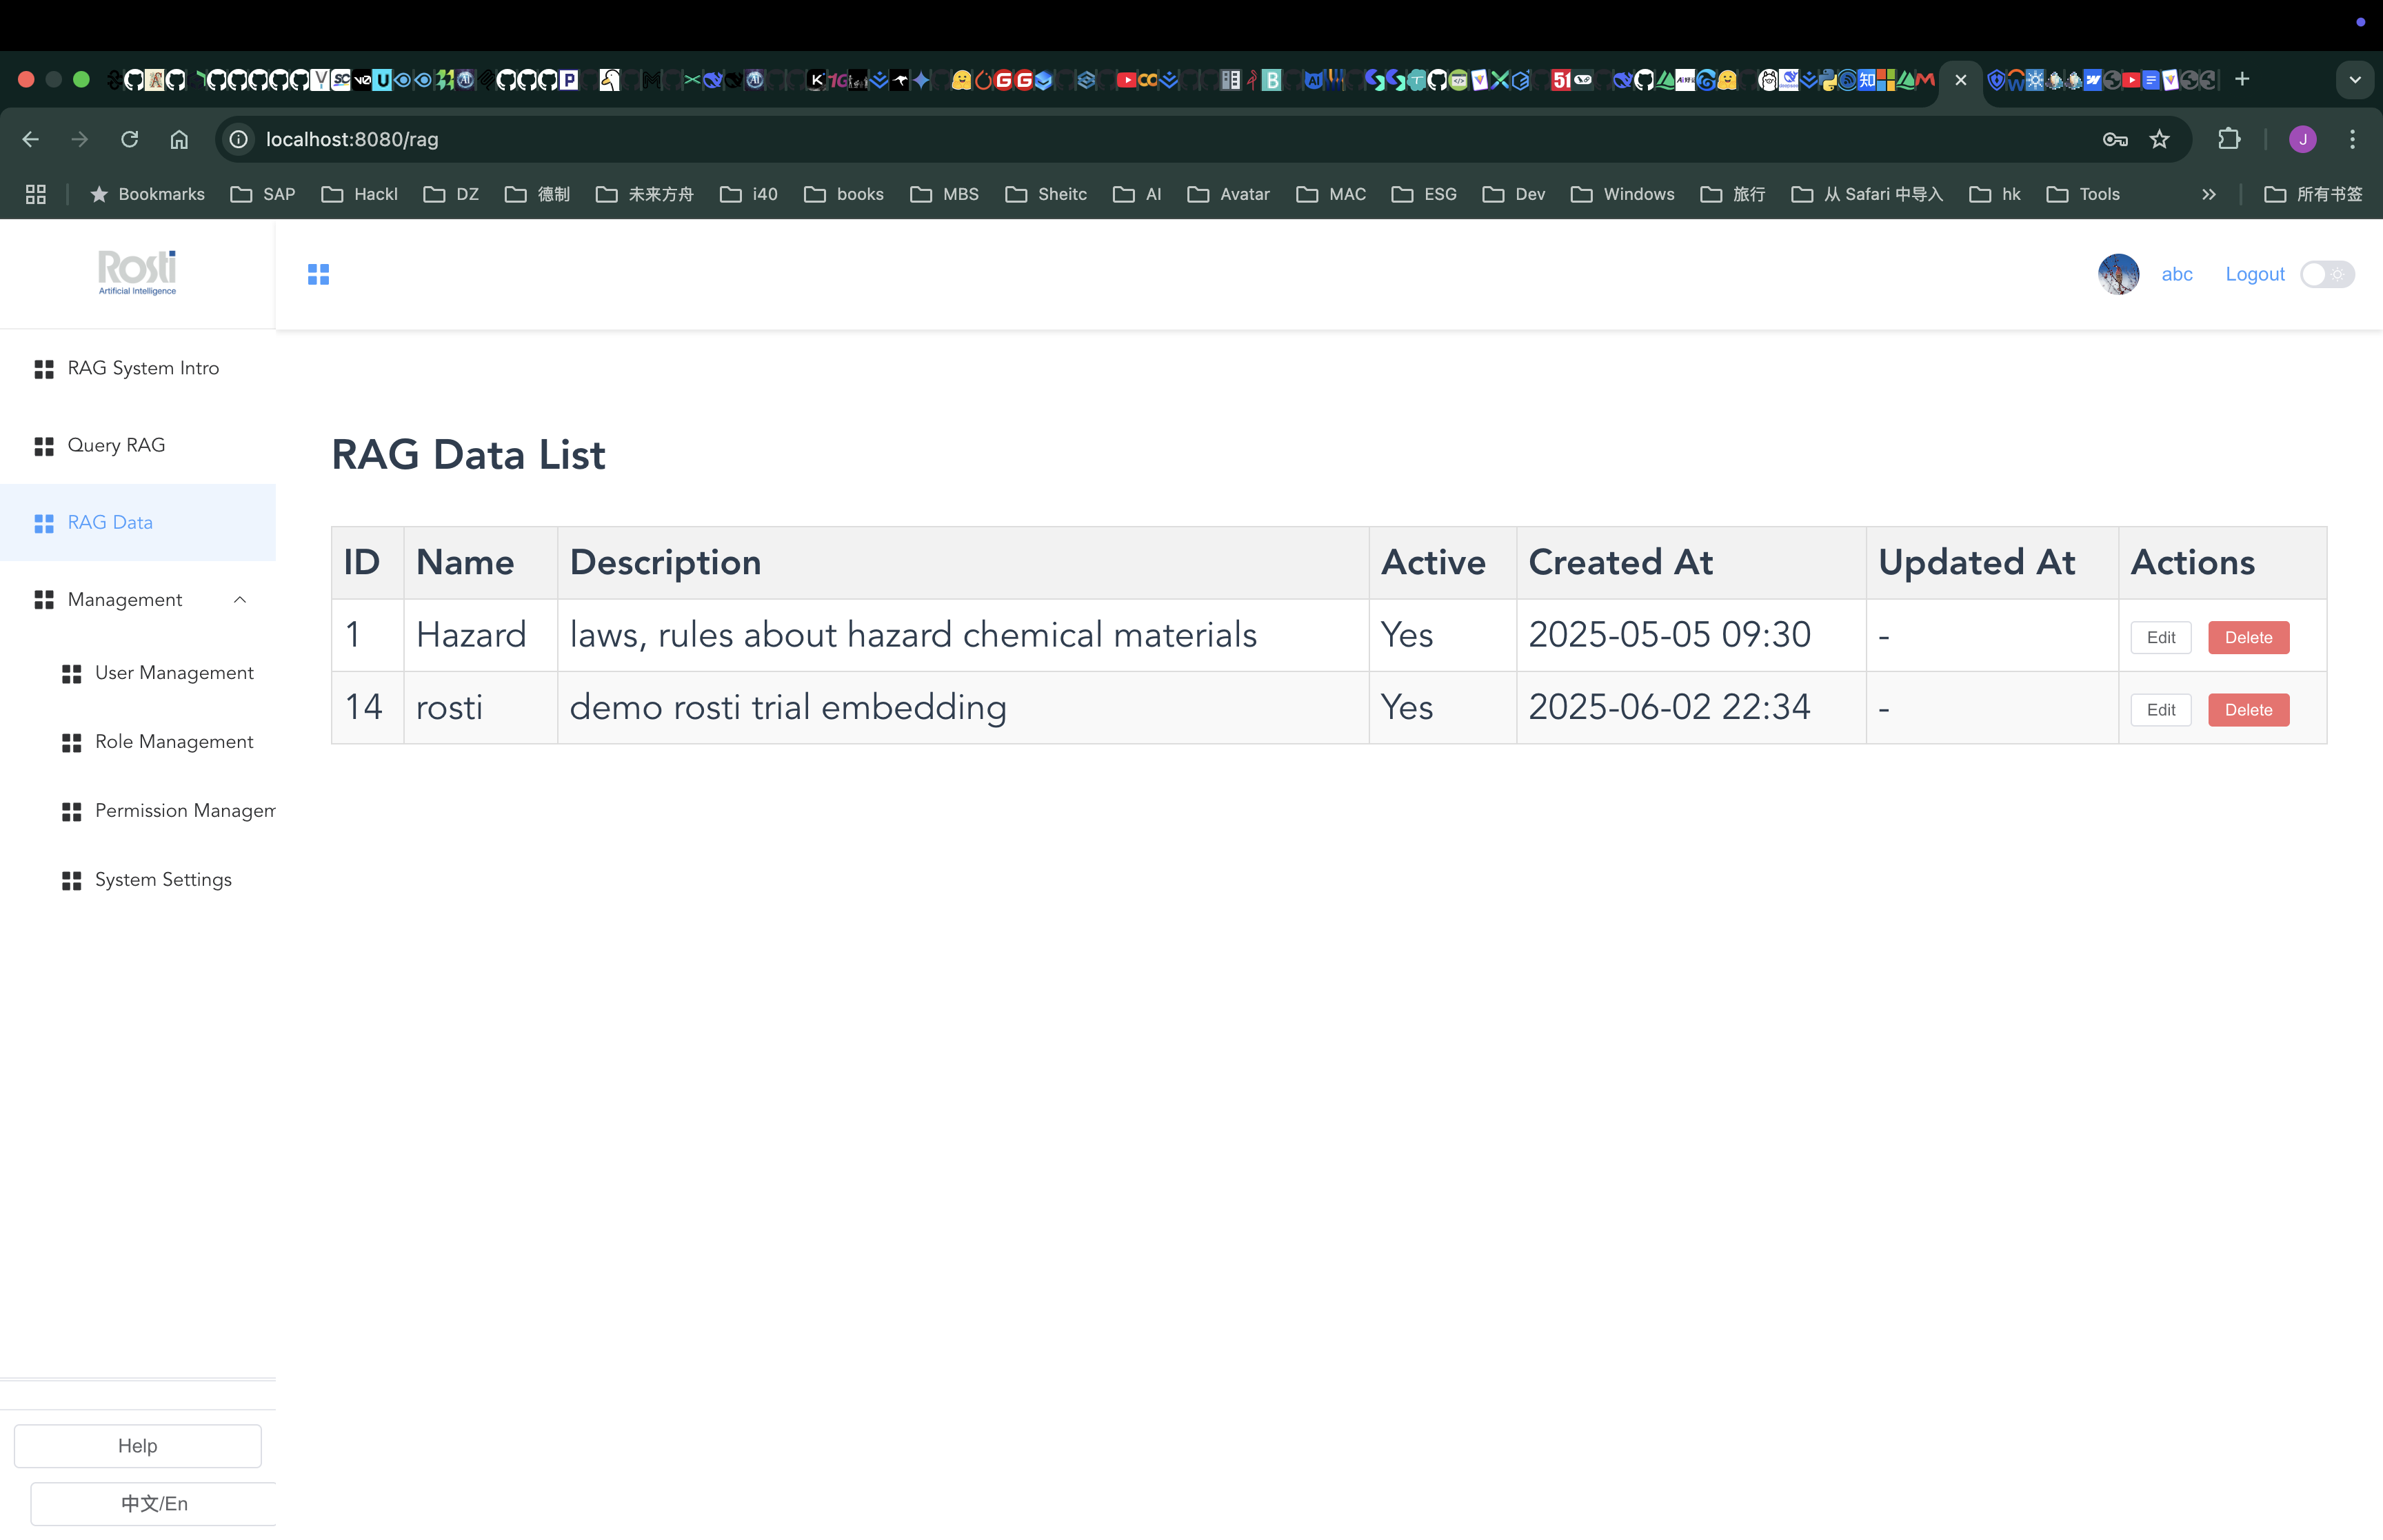 localhost:8080/rag
Bookmarks SAP Hackl DZ 德制 未来方舟 i40 books MBS Sheitc AI Avatar MAC ESG Dev Windows 旅行 从 Safari 中导入 hk Tools 所有书签
Rosti
Artificial Intelligence
abc Logout
RAG System Intro
Query RAG
RAG Data
Management
User Management
Role Management
Permission Managem
System Settings
RAG Data List
ID Name Description Active Created At Updated At Actions
1 Hazard laws, rules about hazard chemical materials Yes 2025-05-05 09:30 - Edit Delete
14 rosti demo rosti trial embedding Yes 2025-06-02 22:34 - Edit Delete
Help
中文/En